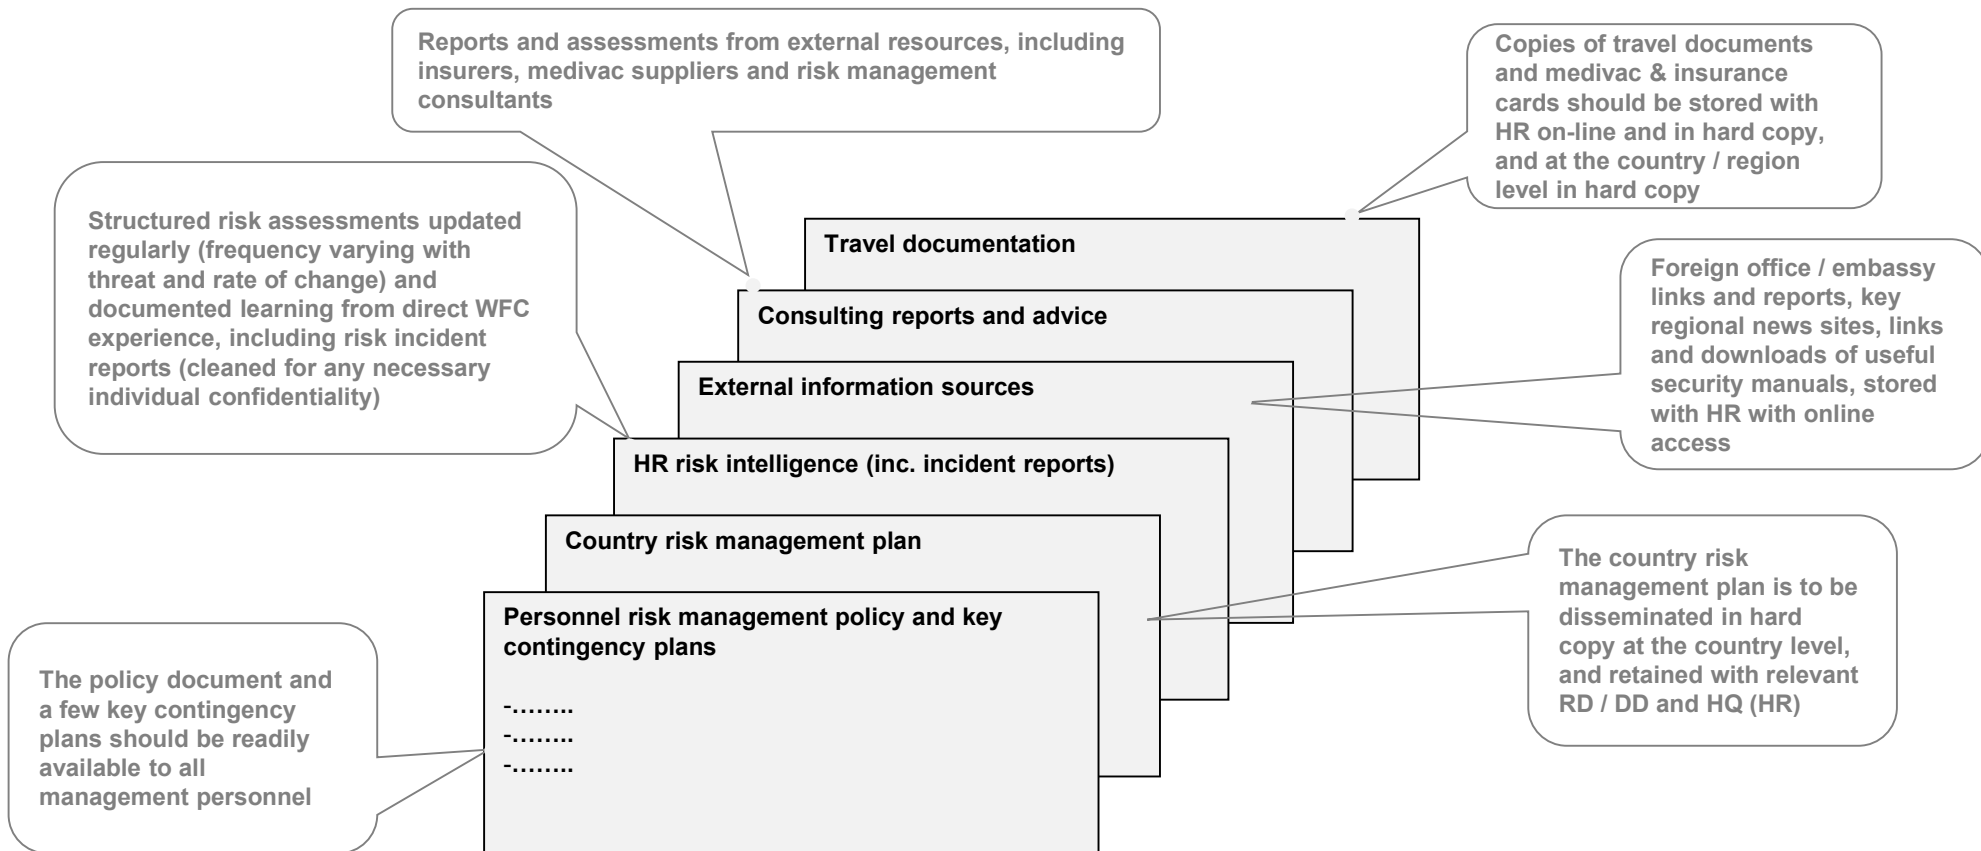 Reports and assessments from external resources, including
insurers, medivac suppliers and risk management
consultants
Copies of travel documents
and medivac & insurance
cards should be stored with
HR on-line and in hard copy,
and at the country / region
level in hard copy
Structured risk assessments updated
regularly (frequency varying with
threat and rate of change) and
documented learning from direct WFC
experience, including risk incident
reports (cleaned for any necessary
individual confidentiality)
Travel documentation
Consulting reports and advice
External information sources
HR risk intelligence (inc. incident reports)
Country risk management plan
Personnel risk management policy and key
contingency plans
-........
-........
-........
Foreign office / embassy
links and reports, key
regional news sites, links
and downloads of useful
security manuals, stored
with HR with online
access
The country risk
management plan is to be
disseminated in hard
copy at the country level,
and retained with relevant
RD / DD and HQ (HR)
The policy document and
a few key contingency
plans should be readily
available to all
management personnel